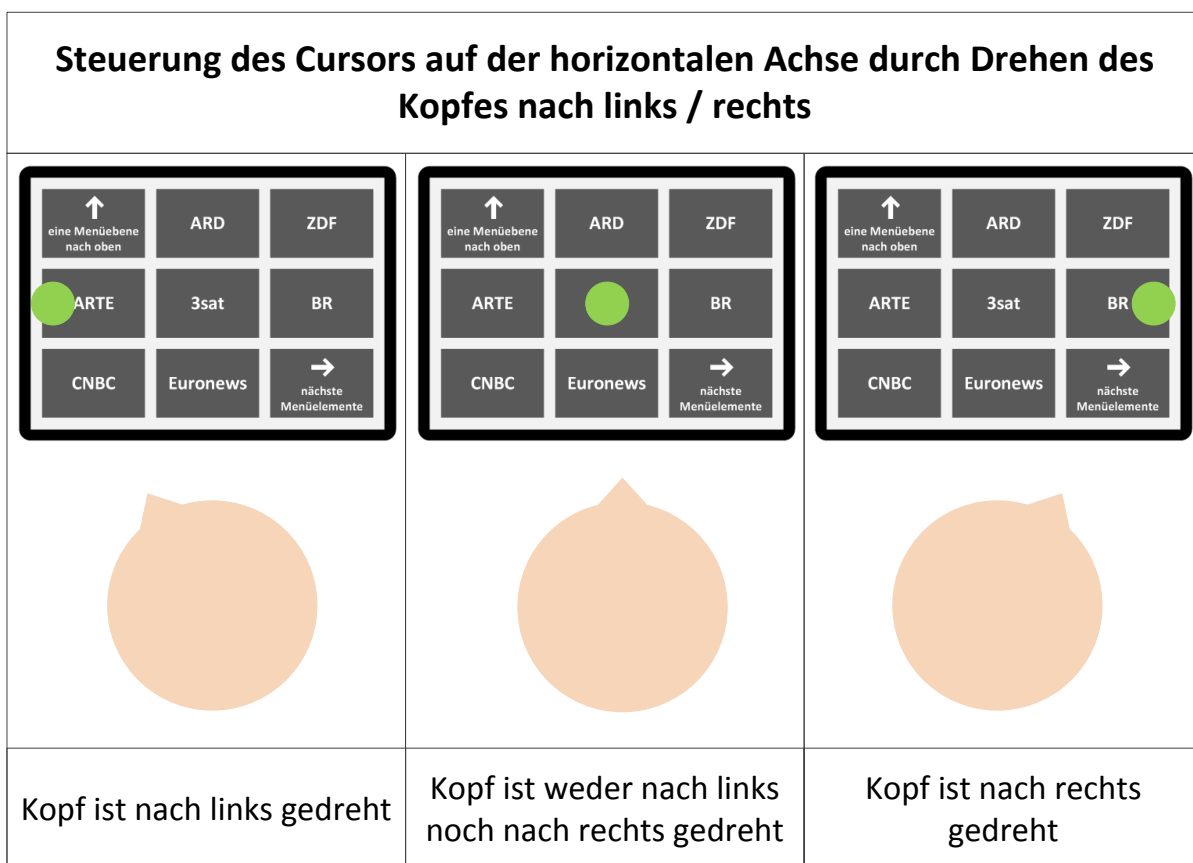 Steuerung des Cursors auf der horizontalen Achse durch Drehen des
Kopfes nach links / rechts
↑
eine Menüebene
nach oben
ARD
ZDF
ARTE
3sat
BR
CNBC
Euronews
→
nächste
Menüelemente
↑
eine Menüebene
nach oben
ARD
ZDF
ARTE
BR
CNBC
Euronews
→
nächste
Menüelemente
↑
eine Menüebene
nach oben
ARD
ZDF
ARTE
3sat
BR
CNBC
Euronews
→
nächste
Menüelemente
Kopf ist nach links gedreht
Kopf ist weder nach links
noch nach rechts gedreht
Kopf ist nach rechts
gedreht